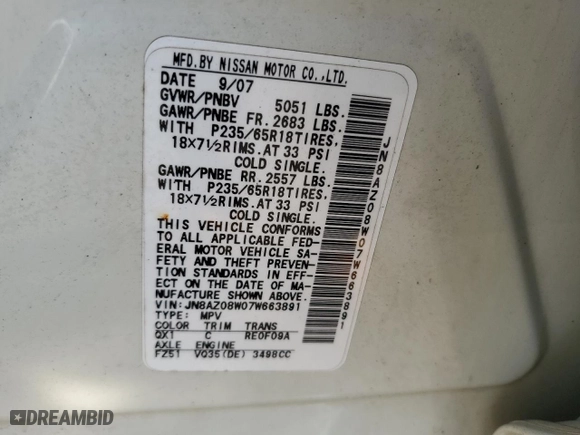 MFD.BY NISSAN MOTOR CO.,LTD.
DATE 9/07
GVWR/PNBV 5051 LBS.
GAWR/PNBE FR. 2683 LBS.
WITH P235/65R18TIRES,
18×7½RIMS.AT 33 PSI
COLD SINGLE.
GAWR/PNBE RR. 2557 LBS.
WITH P235/65R18TIRES,
18×7½RIMS.AT 33 PSI
COLD SINGLE.
THIS VEHICLE CONFORMS
TO ALL APPLICABLE FED-
ERAL MOTOR VEHICLE SA-
FETY AND THEFT PREVEN-
TION STANDARDS IN EFF-
ECT ON THE DATE OF MA-
NUFACTURE SHOWN ABOVE.
VIN: JN8AZ08W07W663891
TYPE: MPV
COLOR TRIM TRANS
QX1 C RE0F09A
AXLE ENGINE
FZ51 VQ35(DE) 3498CC
JN8AZ08W07W663891
DREAMBID